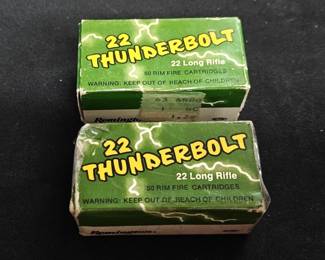 22
THUNDERBOLT
22 Long Rifle
50 RIM FIRE CARTRIDGES
WARNING: KEEP OUT OF REACH OF CHILDREN
Remington
22
THUNDERBOLT
22 Long Rifle
50 RIM FIRE CARTRIDGES
WARNING: KEEP OUT OF REACH OF CHILDREN
Remington